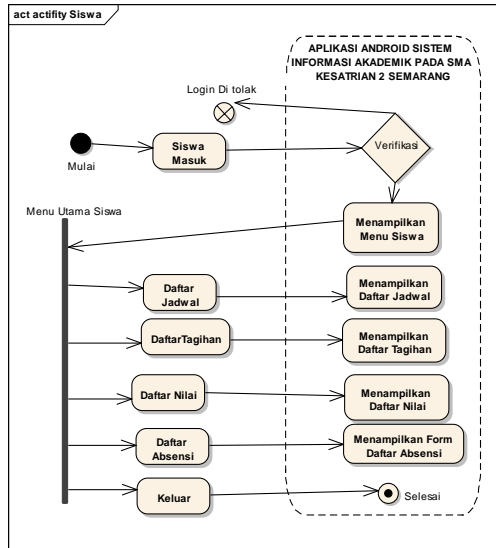 act actifity Siswa
APLIKASI ANDROID SISTEM
INFORMASI AKADEMIK PADA SMA
KESATRIAN 2 SEMARANG
Login Di tolak
Mulai
Siswa
Masuk
Verifikasi
Menu Utama Siswa
Menampilkan
Menu Siswa
Daftar
Jadwal
Menampilkan
Daftar Jadwal
DaftarTagihan
Menampilkan
Daftar Tagihan
Daftar Nilai
Menampilkan
Daftar Nilai
Daftar
Absensi
Menampilkan Form
Daftar Absensi
Keluar
Selesai